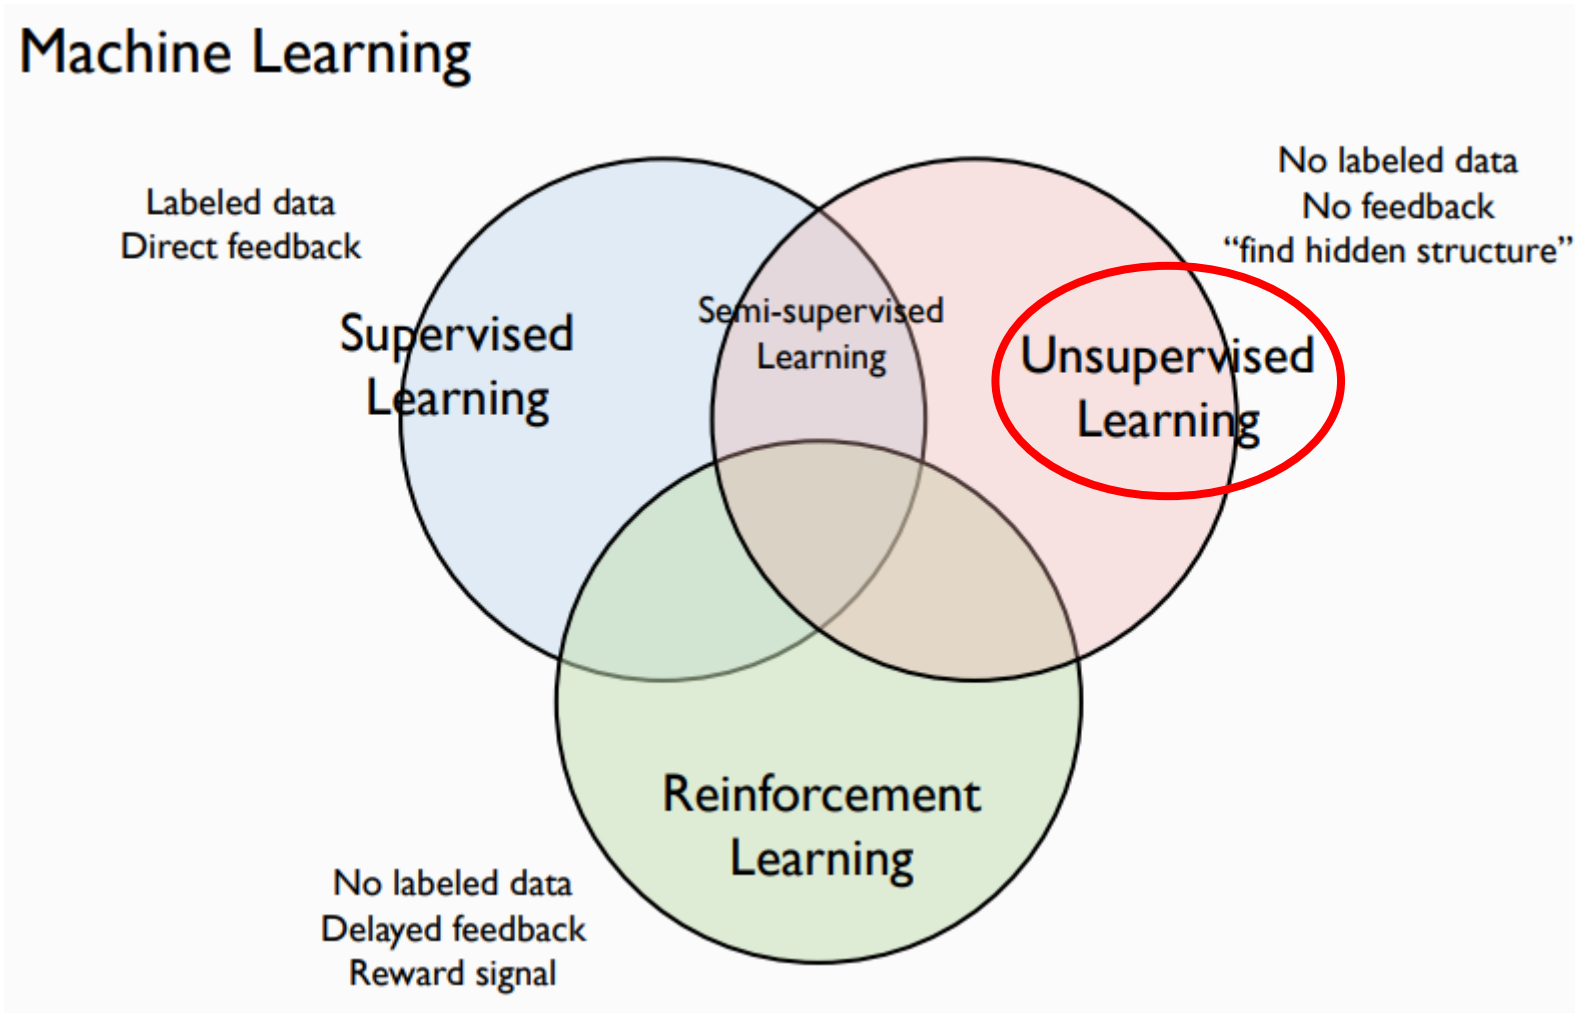 Machine Learning
Labeled data
Direct feedback
No labeled data
No feedback
“find hidden structure”
Supervised
Learning
Semi-supervised
Learning
Unsupervised
Learning
Reinforcement
Learning
No labeled data
Delayed feedback
Reward signal